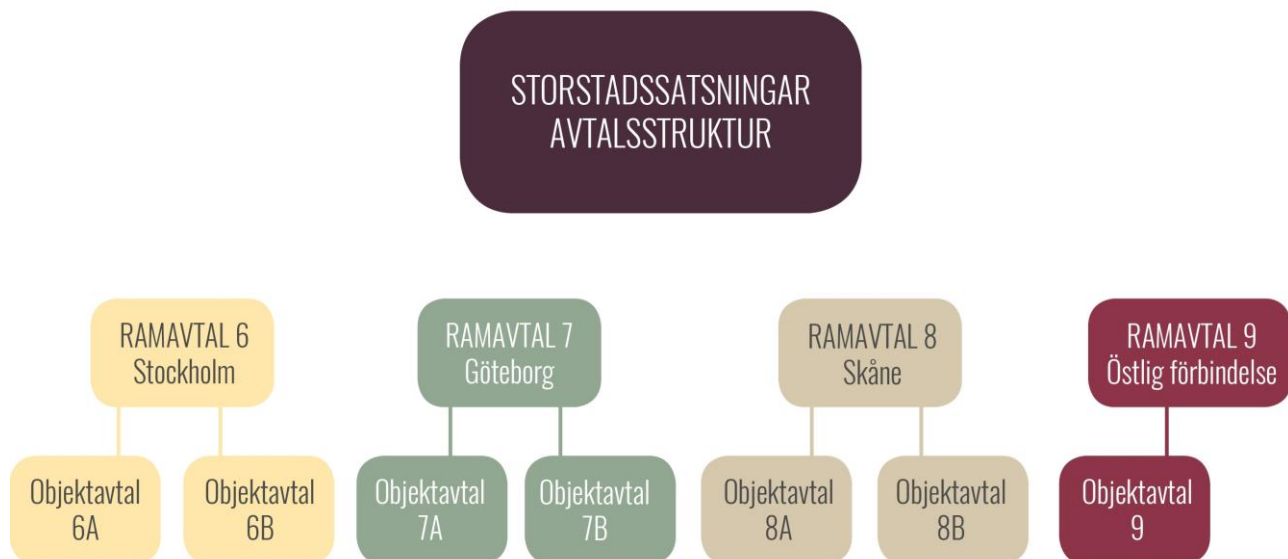 STORSTADSSATSNINGAR
AVTALSSTRUKTUR
RAMAVTAL 6
Stockholm
RAMAVTAL 7
Göteborg
RAMAVTAL 8
Skåne
RAMAVTAL 9
Östlig förbindelse
Objektavtal
6A
Objektavtal
6B
Objektavtal
7A
Objektavtal
7B
Objektavtal
8A
Objektavtal
8B
Objektavtal
9